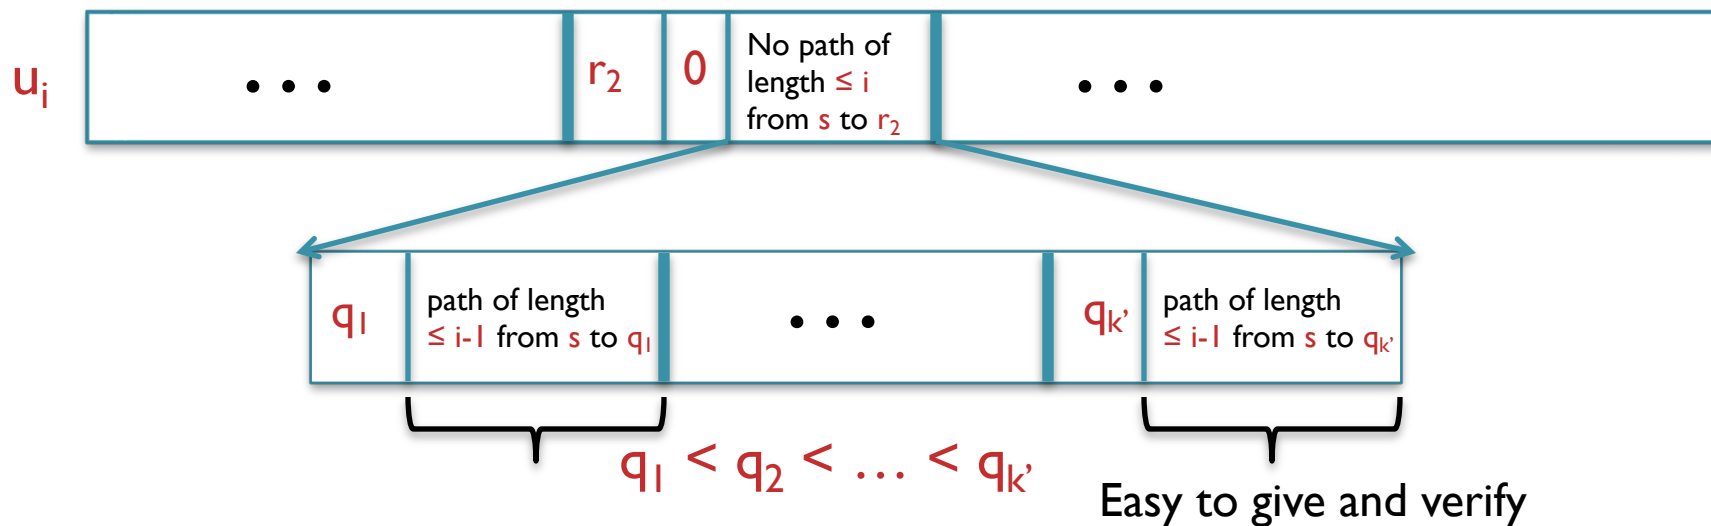 uᵢ
• • •
r₂
0
No path of
length ≤ i
from s to r₂
• • •
q₁
path of length
≤ i-1 from s to q₁
• • •
qₖ’
path of length
≤ i-1 from s to qₖ’
q₁ < q₂ < … < qₖ’
Easy to give and verify